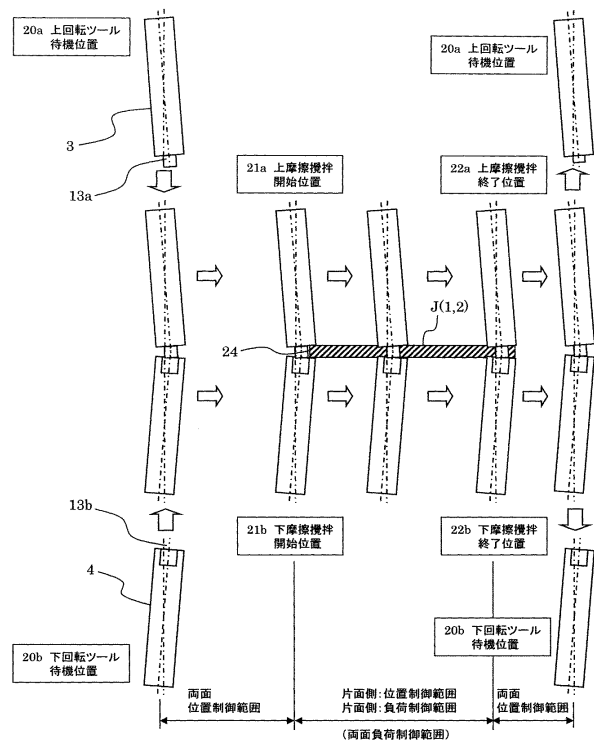 20a 上回転ツール
待機位置
20a 上回転ツール
待機位置
3
13a
21a 上摩擦攪拌
開始位置
22a 上摩擦攪拌
終了位置
J(1,2)
24
13b
21b 下摩擦攪拌
開始位置
22b 下摩擦攪拌
終了位置
4
20b 下回転ツール
待機位置
20b 下回転ツール
待機位置
両面
位置制御範囲
片面側:位置制御範囲
片面側:負荷制御範囲
両面
位置制御範囲
(両面負荷制御範囲)